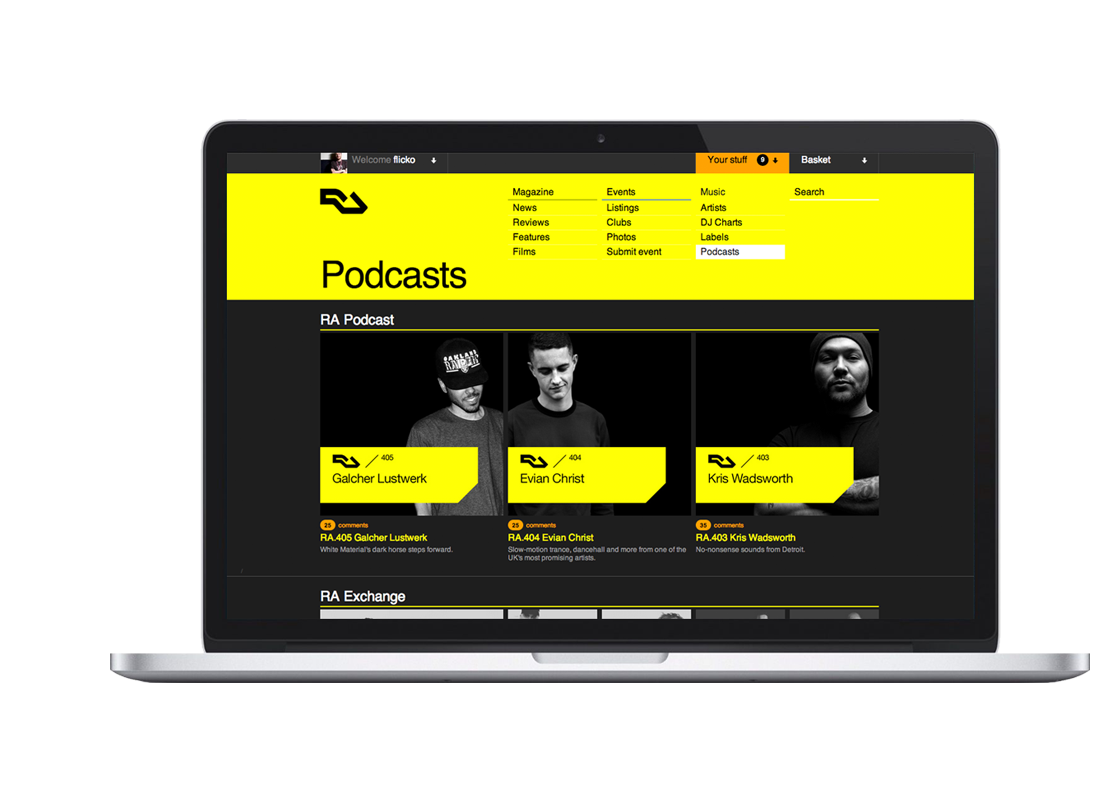 Welcome flicko
Your stuff 9
Basket
Magazine
News
Reviews
Features
Films
Events
Listings
Clubs
Photos
Submit event
Music
Artists
DJ Charts
Labels
Podcasts
Search
Podcasts
RA Podcast
OAKLAND
RAIDERS
405
Galcher Lustwerk
404
Evian Christ
403
Kris Wadsworth
25 comments
RA.405 Galcher Lustwerk
White Material's dark horse steps forward.
25 comments
RA.404 Evian Christ
Slow-motion trance, dancehall and more from one of the
UK's most promising artists.
35 comments
RA.403 Kris Wadsworth
No-nonsense sounds from Detroit.
RA Exchange